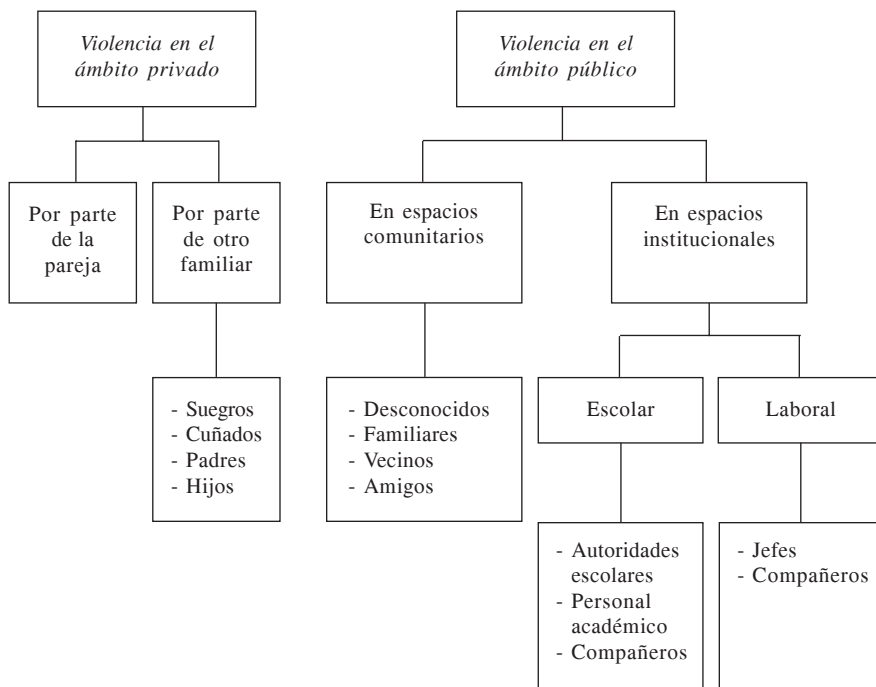 Violencia en el
ámbito privado
Violencia en el
ámbito público
Por parte
de la
pareja
Por parte
de otro
familiar
En espacios
comunitarios
En espacios
institucionales
- Suegros
- Cuñados
- Padres
- Hijos
- Desconocidos
- Familiares
- Vecinos
- Amigos
Escolar
Laboral
- Autoridades
escolares
- Personal
académico
- Compañeros
- Jefes
- Compañeros